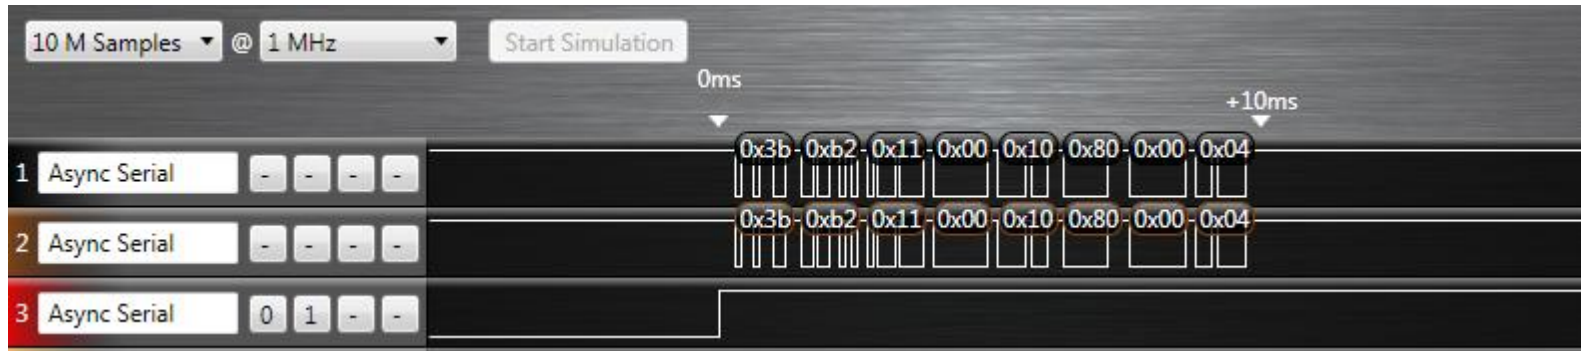 10 M Samples @ 1 MHz Start Simulation
0ms
+10ms
1 Async Serial - - - - 0x3b 0xb2 0x11 0x00 0x10 0x80 0x00 0x04
2 Async Serial - - - - 0x3b 0xb2 0x11 0x00 0x10 0x80 0x00 0x04
3 Async Serial 0 1 - -